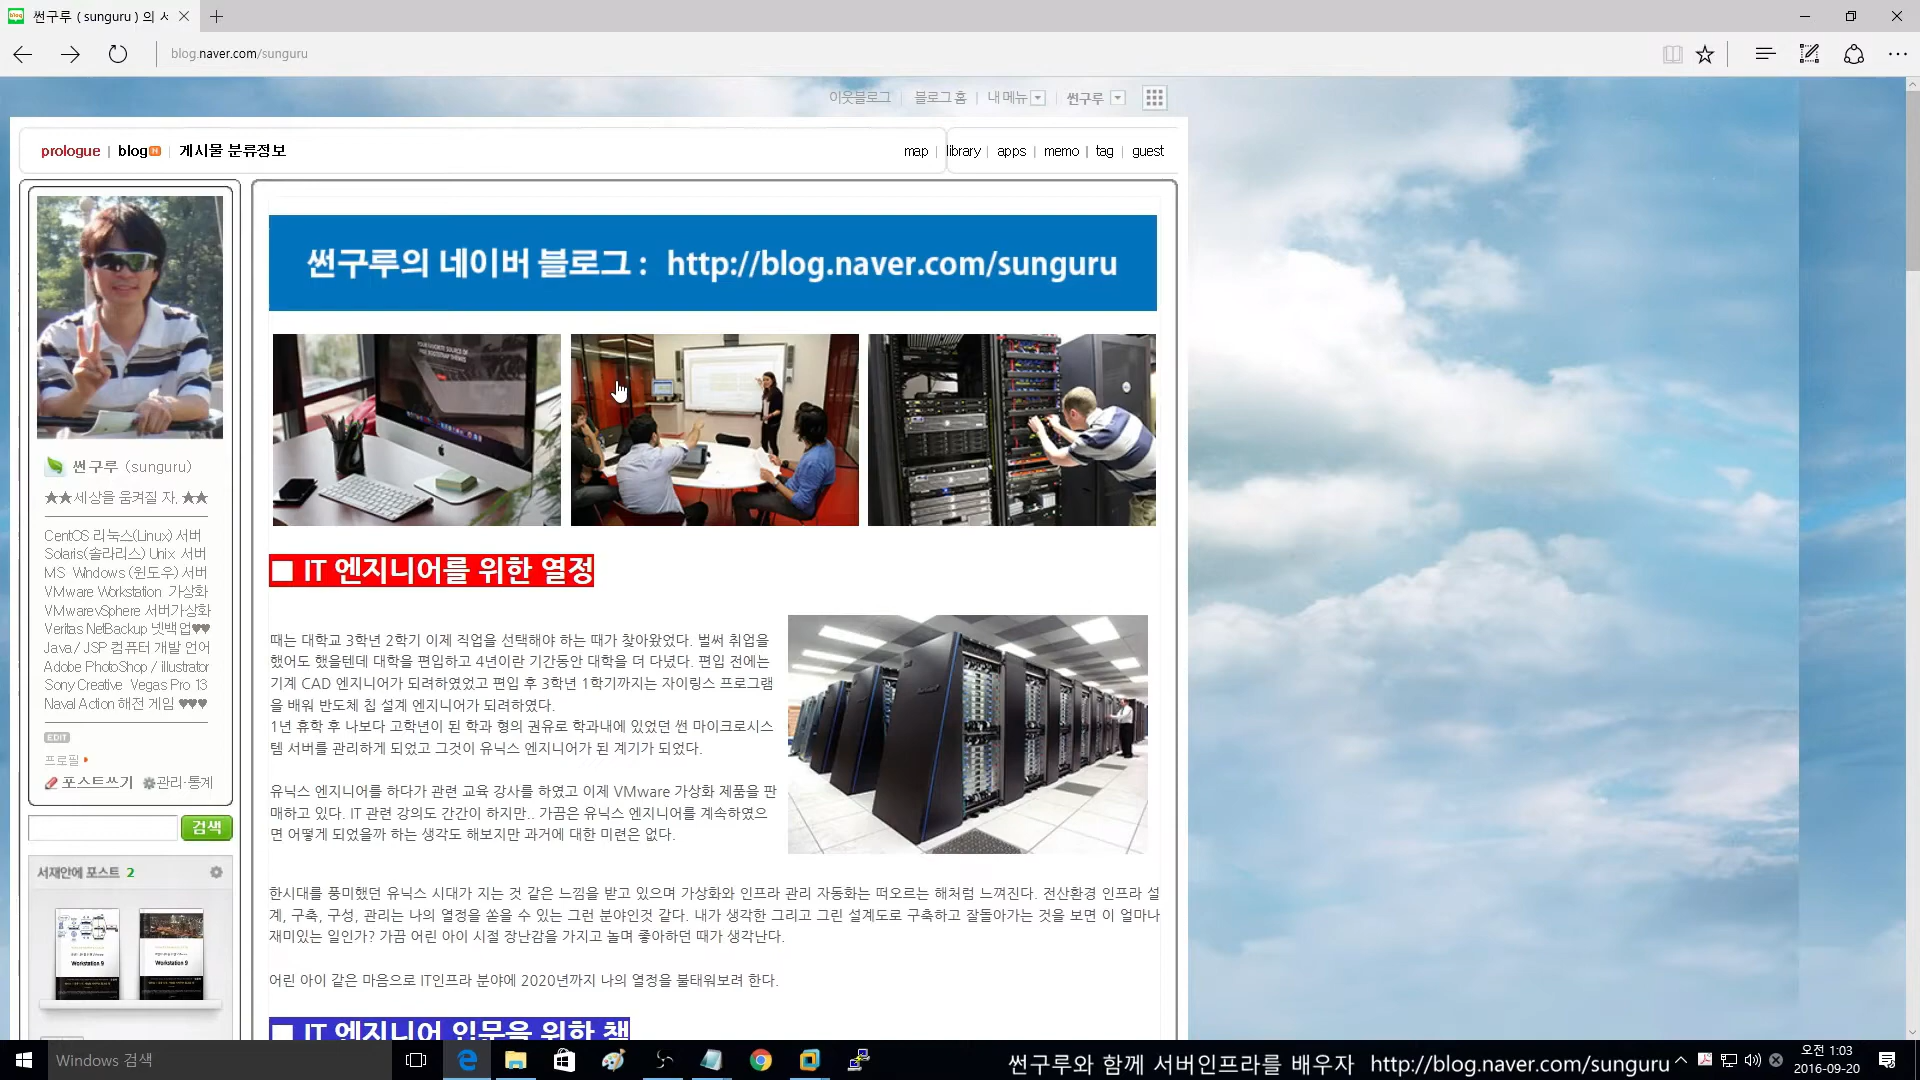 썬구루 ( sunguru ) 의 ㅅ
blog.naver.com/sunguru
이웃블로그 | 블로그 홈 | 내 메뉴 | 썬구루
prologue | blog | 게시물 분류정보
map | library | apps | memo | tag | guest
썬구루의 네이버 블로그 : http://blog.naver.com/sunguru
썬구루 (sunguru)
★★세상을 움켜질 자, ★★
CentOS 리눅스(Linux) 서버
Solaris(솔라리스) Unix 서버
MS Windows (윈도우) 서버
VMware Workstation 가상화
VMwarevSphere 서버가상화
Veritas NetBackup 넷백업♥♥
Java / JSP 컴퓨터 개발 언어
Adobe PhotoShop / illustrator
Sony Creative Vegas Pro 13
Naval Action 해전 게임 ♥♥♥
EDIT
프로필
포스트쓰기 관리·통계
검색
서재안에 포스트 2
Workstation 9
Workstation 9
■ IT 엔지니어를 위한 열정
때는 대학교 3학년 2학기 이제 직업을 선택해야 하는 때가 찾아왔었다. 벌써 취업을
했어도 했을텐데 대학을 편입하고 4년이란 기간동안 대학을 더 다녔다. 편입 전에는
기계 CAD 엔지니어가 되려하였었고 편입 후 3학년 1학기까지는 자이링스 프로그램
을 배워 반도체 칩 설계 엔지니어가 되려하였다.
1년 휴학 후 나보다 고학년이 된 학과 형의 권유로 학과내에 있었던 썬 마이크로시스
템 서버를 관리하게 되었고 그것이 유닉스 엔지니어가 된 계기가 되었다.
유닉스 엔지니어를 하다가 관련 교육 강사를 하였고 이제 VMware 가상화 제품을 판
매하고 있다. IT 관련 강의도 간간이 하지만.. 가끔은 유닉스 엔지니어를 계속하였으
면 어떻게 되었을까 하는 생각도 해보지만 과거에 대한 미련은 없다.
한시대를 풍미했던 유닉스 시대가 지는 것 같은 느낌을 받고 있으며 가상화와 인프라 관리 자동화는 떠오르는 해처럼 느껴진다. 전산환경 인프라 설
계, 구축, 구성, 관리는 나의 열정을 쏟을 수 있는 그런 분야인것 같다. 내가 생각한 그리고 그린 설계도로 구축하고 잘돌아가는 것을 보면 이 얼마나
재미있는 일인가? 가끔 어린 아이 시절 장난감을 가지고 놀며 좋아하던 때가 생각난다.
어린 아이 같은 마음으로 IT인프라 분야에 2020년까지 나의 열정을 불태워보려 한다.
■ IT 엔지니어 입문을 위한 책
Windows 검색
썬구루와 함께 서버인프라를 배우자 http://blog.naver.com/sunguru
오전 1:03
2016-09-20